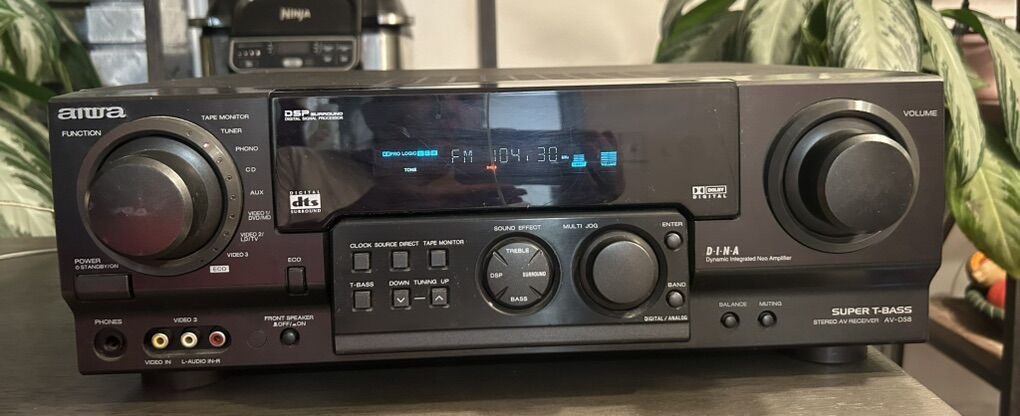 NINJA
aiwa
FUNCTION
TAPE MONITOR
TUNER
PHONO
CD
AUX
VIDEO 1/
DVD/MD
VIDEO 2/
LD/TV
VIDEO 3
ECO
DSP SURROUND
DIGITAL SIGNAL PROCESSOR
PRO LOGIC
FM 104.30
TONE
DIGITAL
dts
SURROUND
DOLBY
DIGITAL
VOLUME
POWER
STANDBY/ON
ECO
CLOCK SOURCE DIRECT TAPE MONITOR
T-BASS DOWN TUNING UP
SOUND EFFECT
TREBLE
DSP SURROUND
BASS
MULTI JOG
ENTER
BAND
DIGITAL/ANALOG
D·I·N·A
Dynamic Integrated Neo Amplifier
BALANCE MUTING
SUPER T-BASS
STEREO AV RECEIVER AV-D58
PHONES
VIDEO 3
VIDEO IN L-AUDIO IN-R
FRONT SPEAKER
OFF/ON